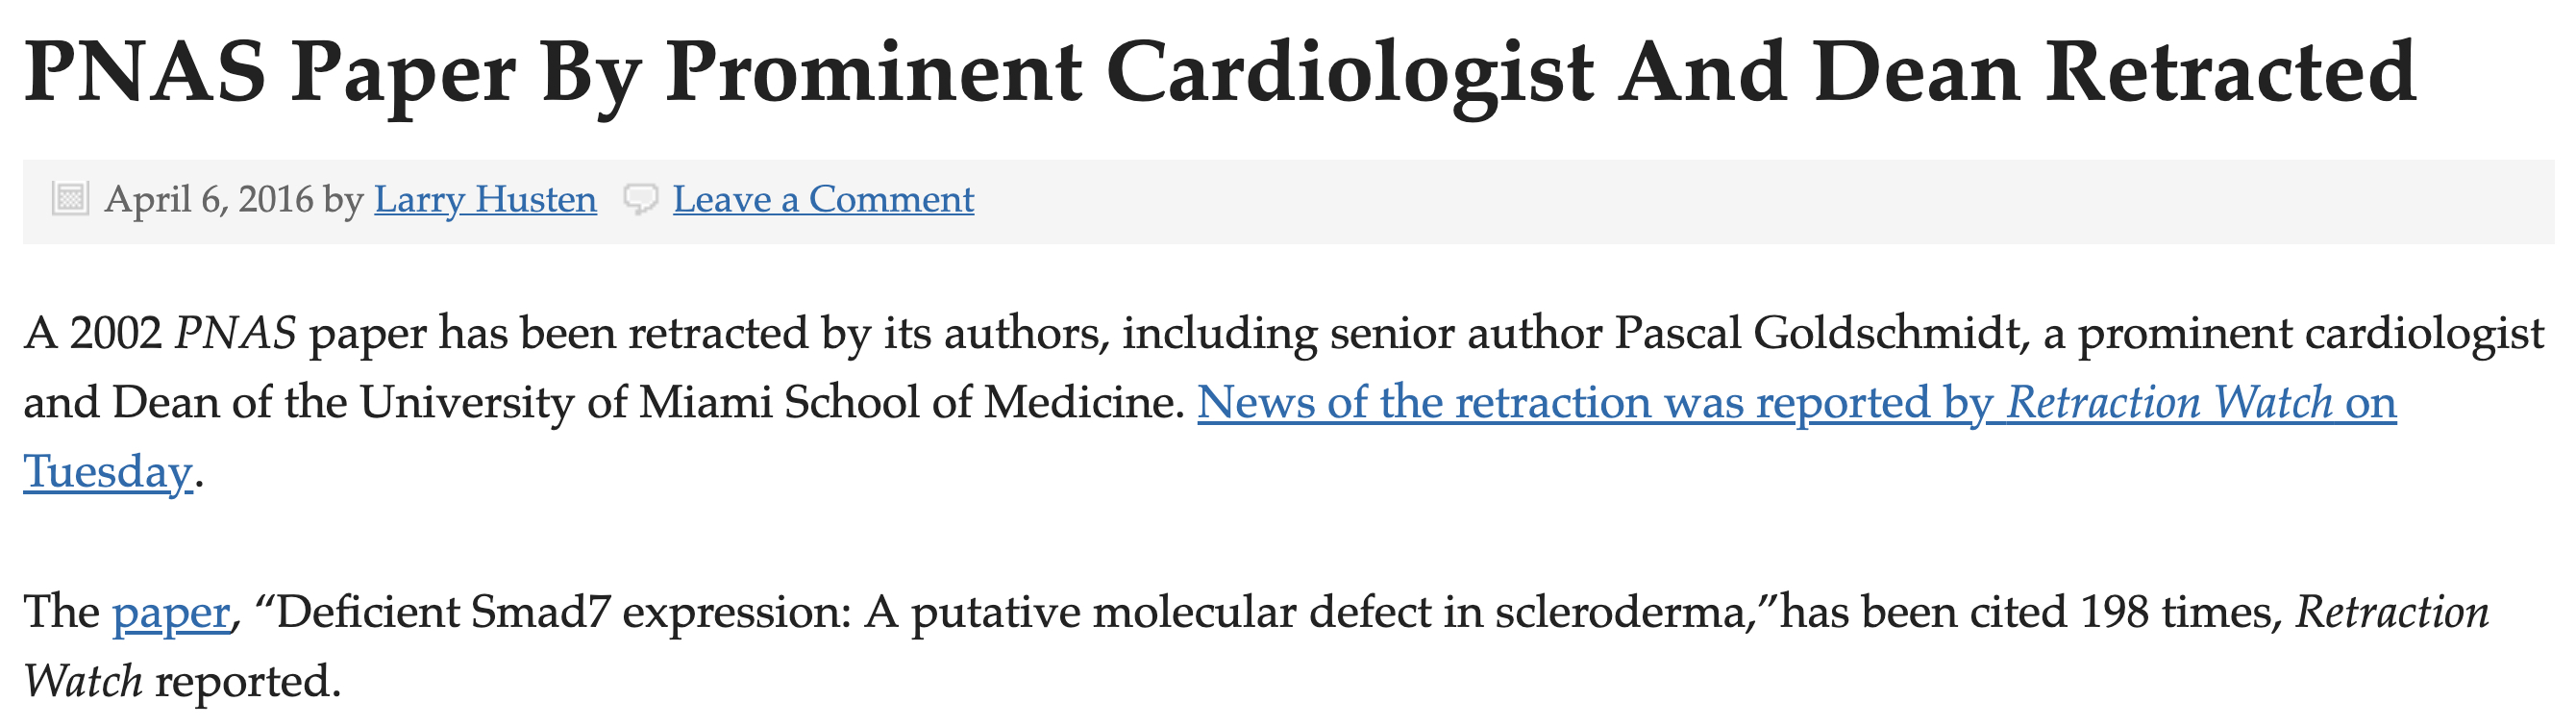 PNAS Paper By Prominent Cardiologist And Dean Retracted
April 6, 2016 by Larry Husten Leave a Comment
A 2002 PNAS paper has been retracted by its authors, including senior author Pascal Goldschmidt, a prominent cardiologist
and Dean of the University of Miami School of Medicine. News of the retraction was reported by Retraction Watch on
Tuesday.
The paper, “Deficient Smad7 expression: A putative molecular defect in scleroderma,”has been cited 198 times, Retraction
Watch reported.